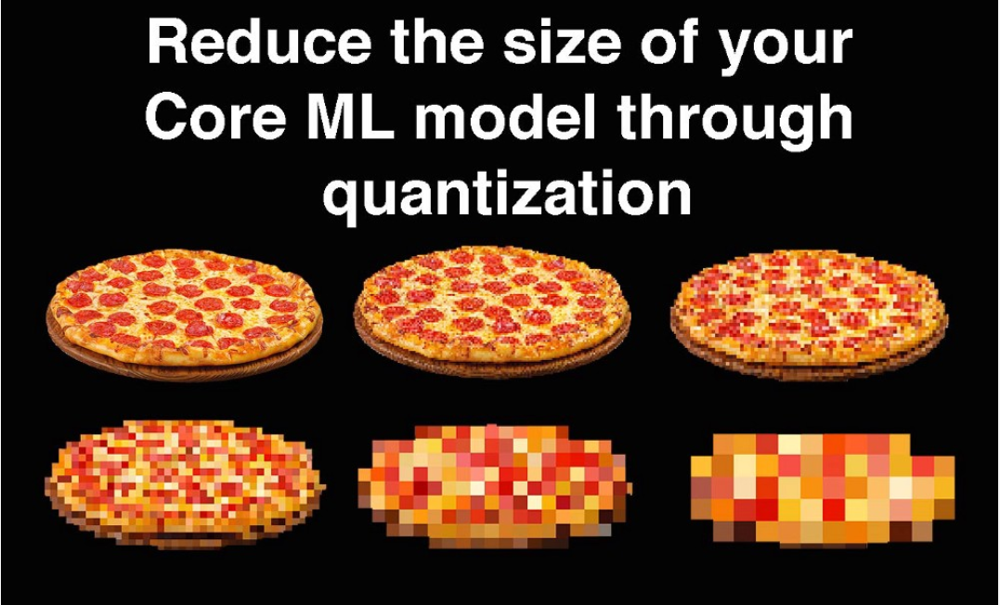 Reduce the size of your
Core ML model through
quantization